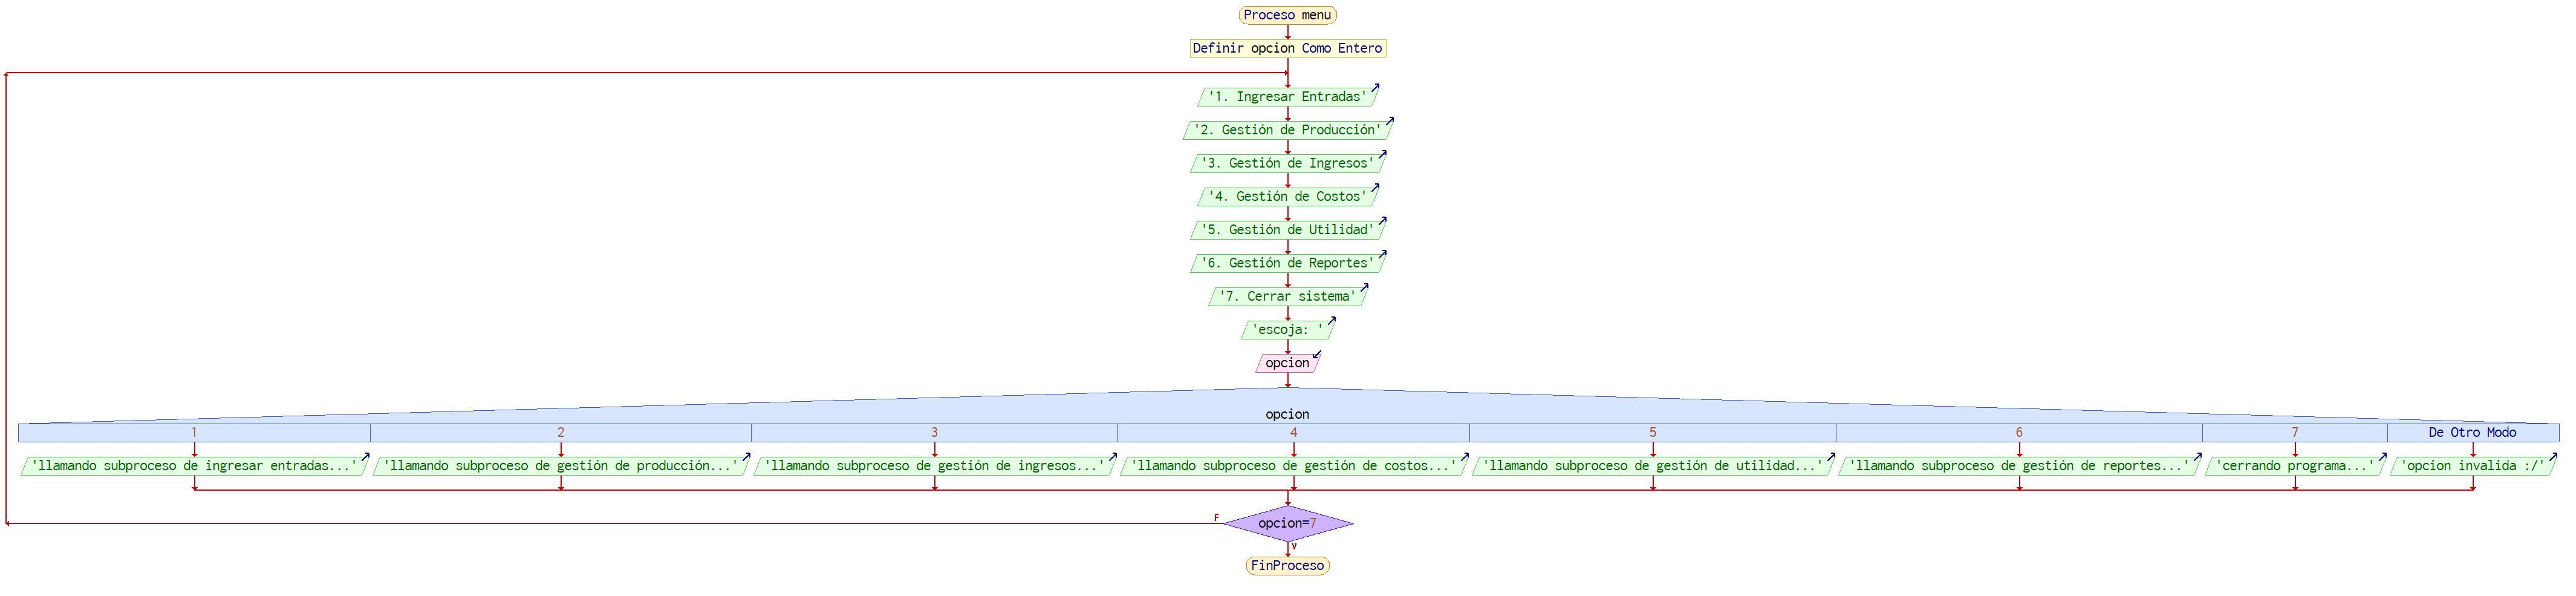 Proceso menu
Definir opcion Como Entero
'1. Ingresar Entradas'
'2. Gestión de Producción'
'3. Gestión de Ingresos'
'4. Gestión de Costos'
'5. Gestión de Utilidad'
'6. Gestión de Reportes'
'7. Cerrar sistema'
'escoja: '
opcion
opcion
1 2 3 4 5 6 7 De Otro Modo
'llamando subproceso de ingresar entradas...' 'llamando subproceso de gestión de producción...' 'llamando subproceso de gestión de ingresos...' 'llamando subproceso de gestión de costos...' 'llamando subproceso de gestión de utilidad...' 'llamando subproceso de gestión de reportes...' 'cerrando programa...' 'opcion invalida :/'
F opcion=7
V
FinProceso